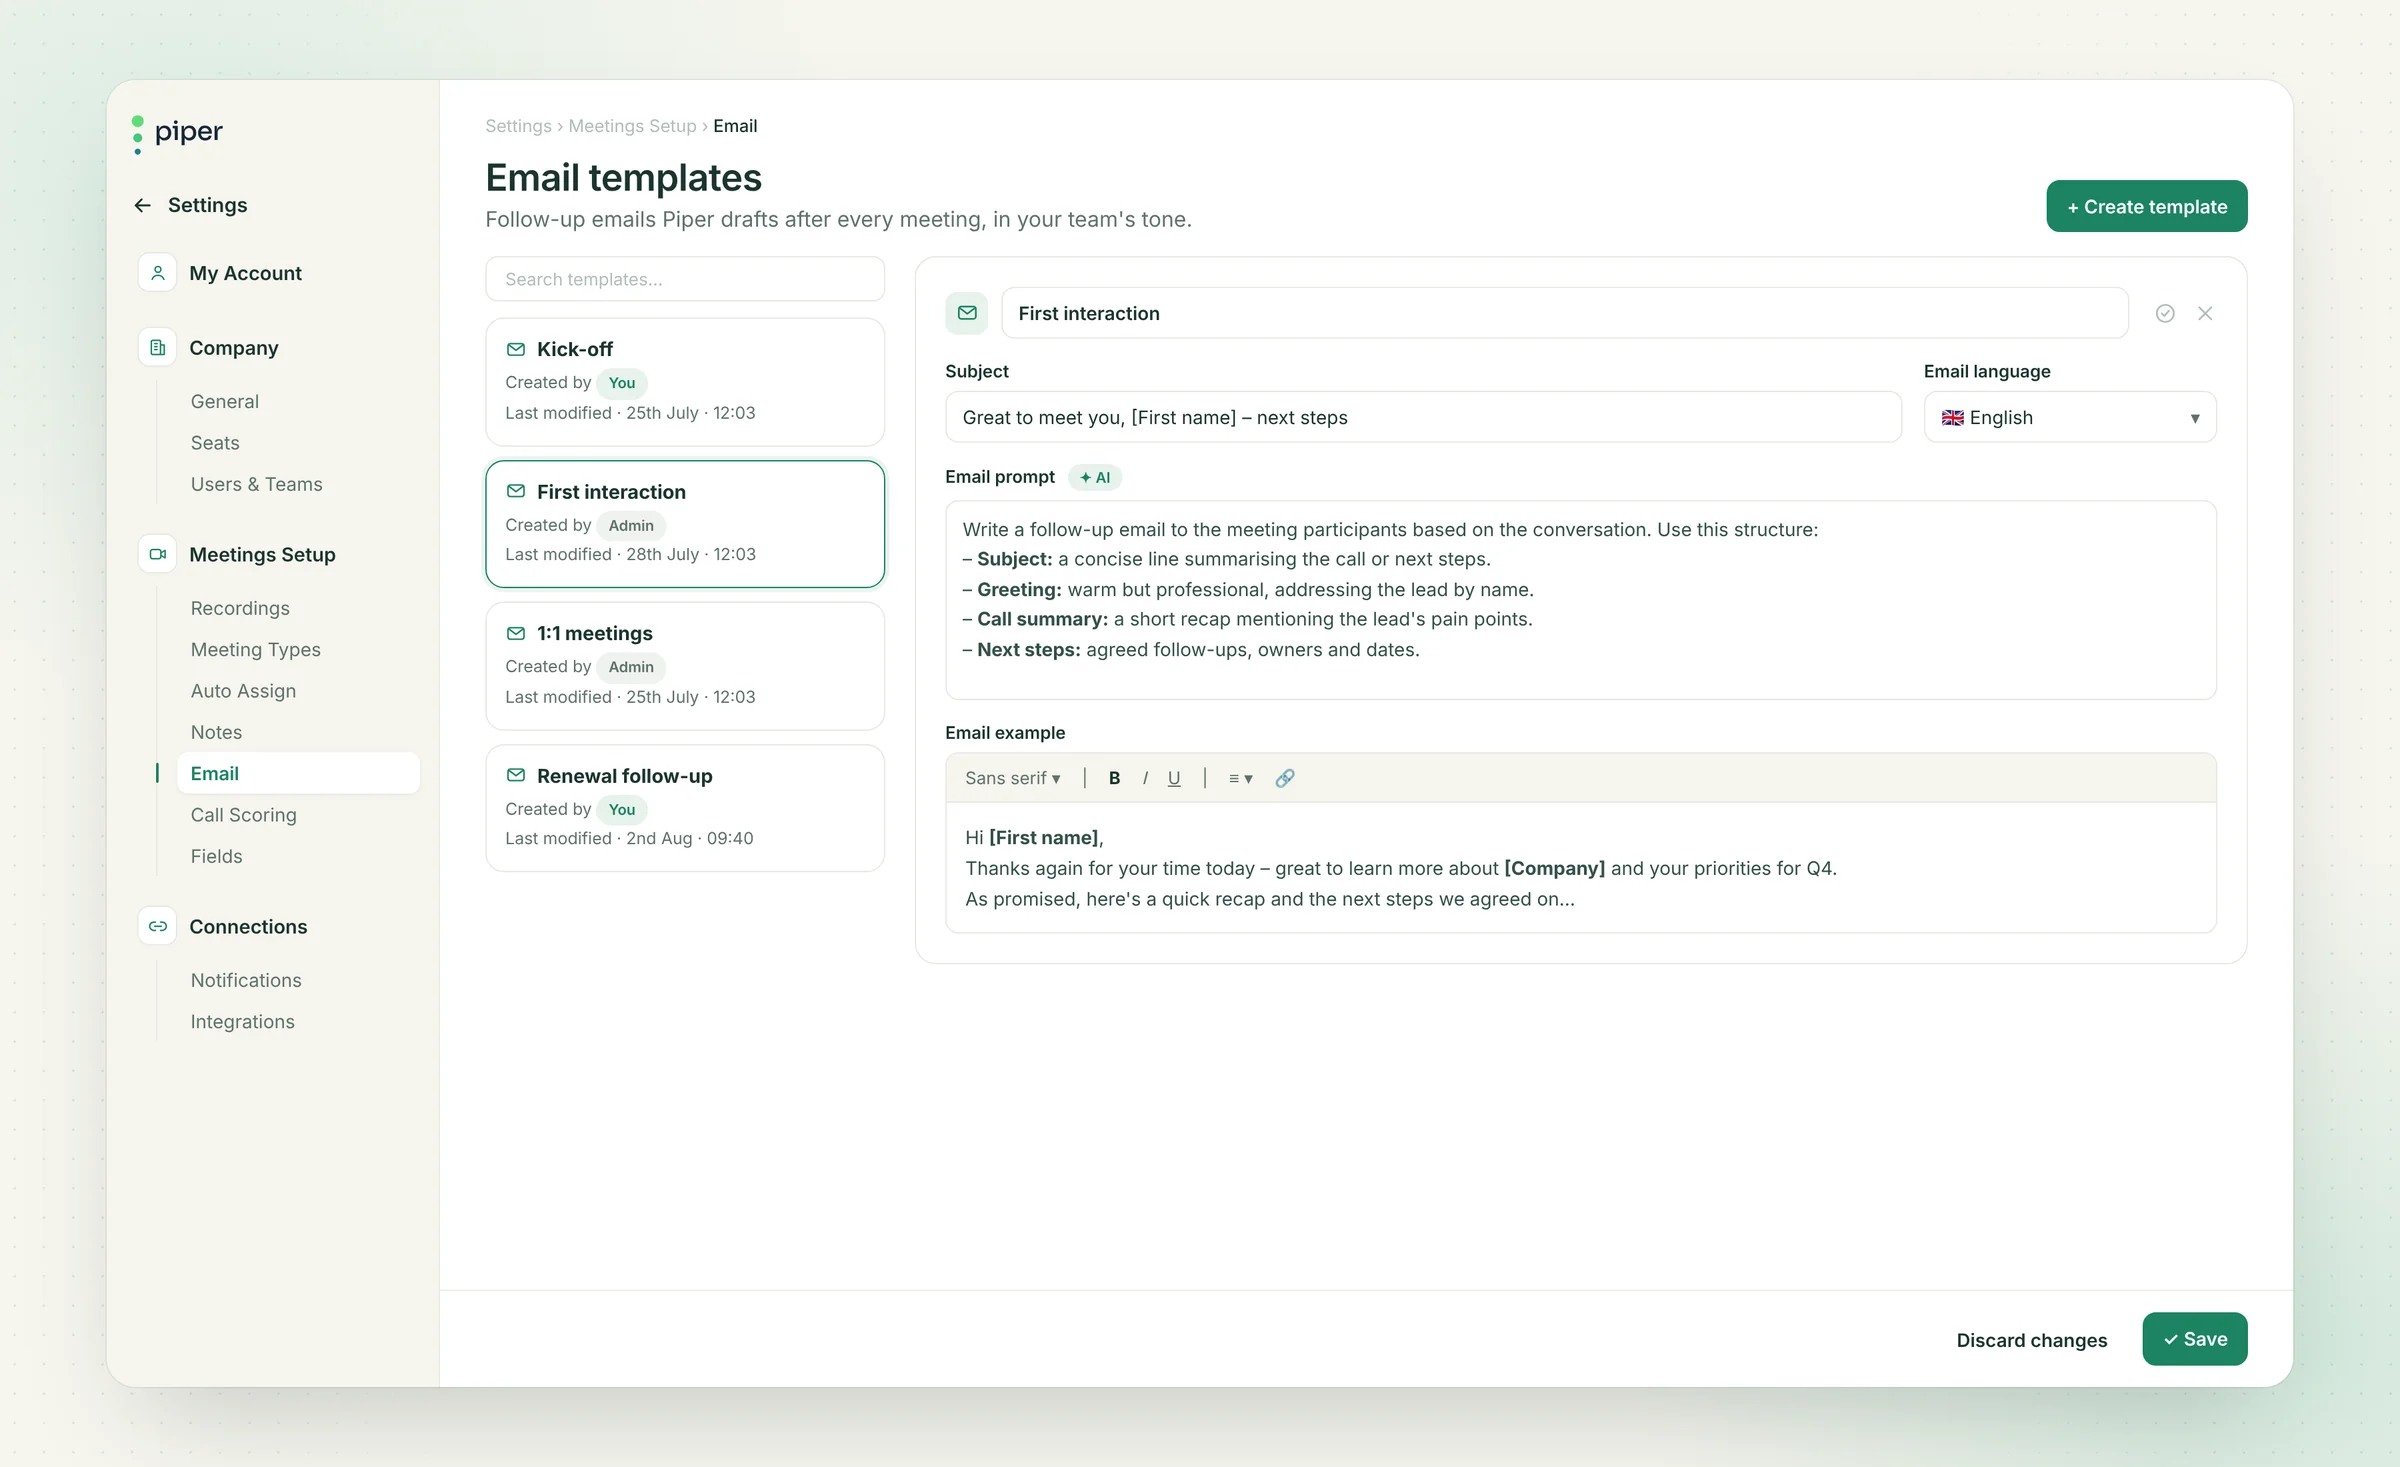 piper
Settings
My Account
Company
General
Seats
Users & Teams
Meetings Setup
Recordings
Meeting Types
Auto Assign
Notes
Email
Call Scoring
Fields
Connections
Notifications
Integrations
Settings › Meetings Setup › Email
Email templates
Follow-up emails Piper drafts after every meeting, in your team's tone.
+ Create template
Search templates...
Kick-off
Created by You
Last modified · 25th July · 12:03
First interaction
Created by Admin
Last modified · 28th July · 12:03
1:1 meetings
Created by Admin
Last modified · 25th July · 12:03
Renewal follow-up
Created by You
Last modified · 2nd Aug · 09:40
First interaction
Subject
Great to meet you, [First name] – next steps
Email language
🇬🇧 English ▾
Email prompt ✦ AI
Write a follow-up email to the meeting participants based on the conversation. Use this structure:
– Subject: a concise line summarising the call or next steps.
– Greeting: warm but professional, addressing the lead by name.
– Call summary: a short recap mentioning the lead's pain points.
– Next steps: agreed follow-ups, owners and dates.
Email example
Sans serif ▾ | B I U | ≡ ▾ 🔗
Hi [First name],
Thanks again for your time today – great to learn more about [Company] and your priorities for Q4.
As promised, here's a quick recap and the next steps we agreed on...
Discard changes
✓ Save